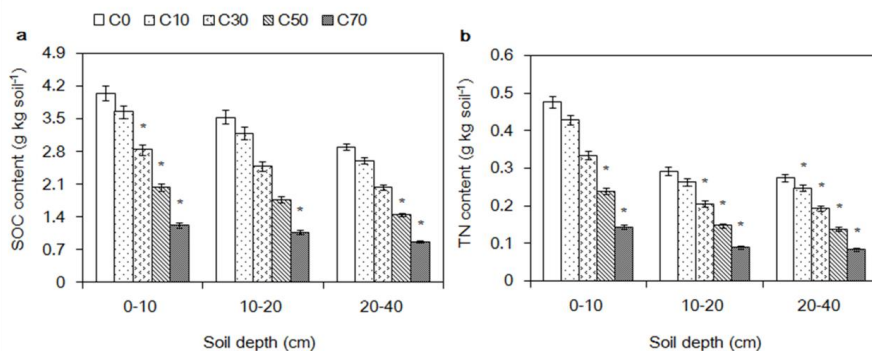 C0 C10 C30 C50 C70
a
SOC content (g kg soil⁻¹)
4.9
4.2
3.5
2.8
2.1
1.4
0.7
0
* * *
*
* *
0-10 10-20 20-40
Soil depth (cm)
b
TN content (g kg soil⁻¹)
0.6
0.5
0.4
0.3
0.2
0.1
0
* *
* * *
* * * *
0-10 10-20 20-40
Soil depth (cm)